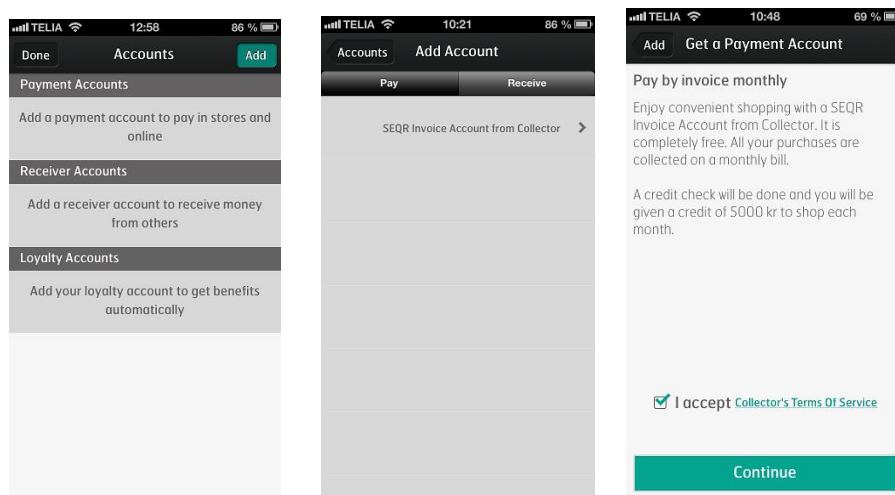 TELIA 12:58 86 %
Done Accounts Add
Payment Accounts
Add a payment account to pay in stores and
online
Receiver Accounts
Add a receiver account to receive money
from others
Loyalty Accounts
Add your loyalty account to get benefits
automatically
TELIA 10:21 86 %
Accounts Add Account
Pay Receive
SEQR Invoice Account from Collector
TELIA 10:48 69 %
Add Get a Payment Account
Pay by invoice monthly
Enjoy convenient shopping with a SEQR
Invoice Account from Collector. It is
completely free. All your purchases are
collected on a monthly bill.
A credit check will be done and you will be
given a credit of 5000 kr to shop each
month.
I accept Collector's Terms Of Service
Continue